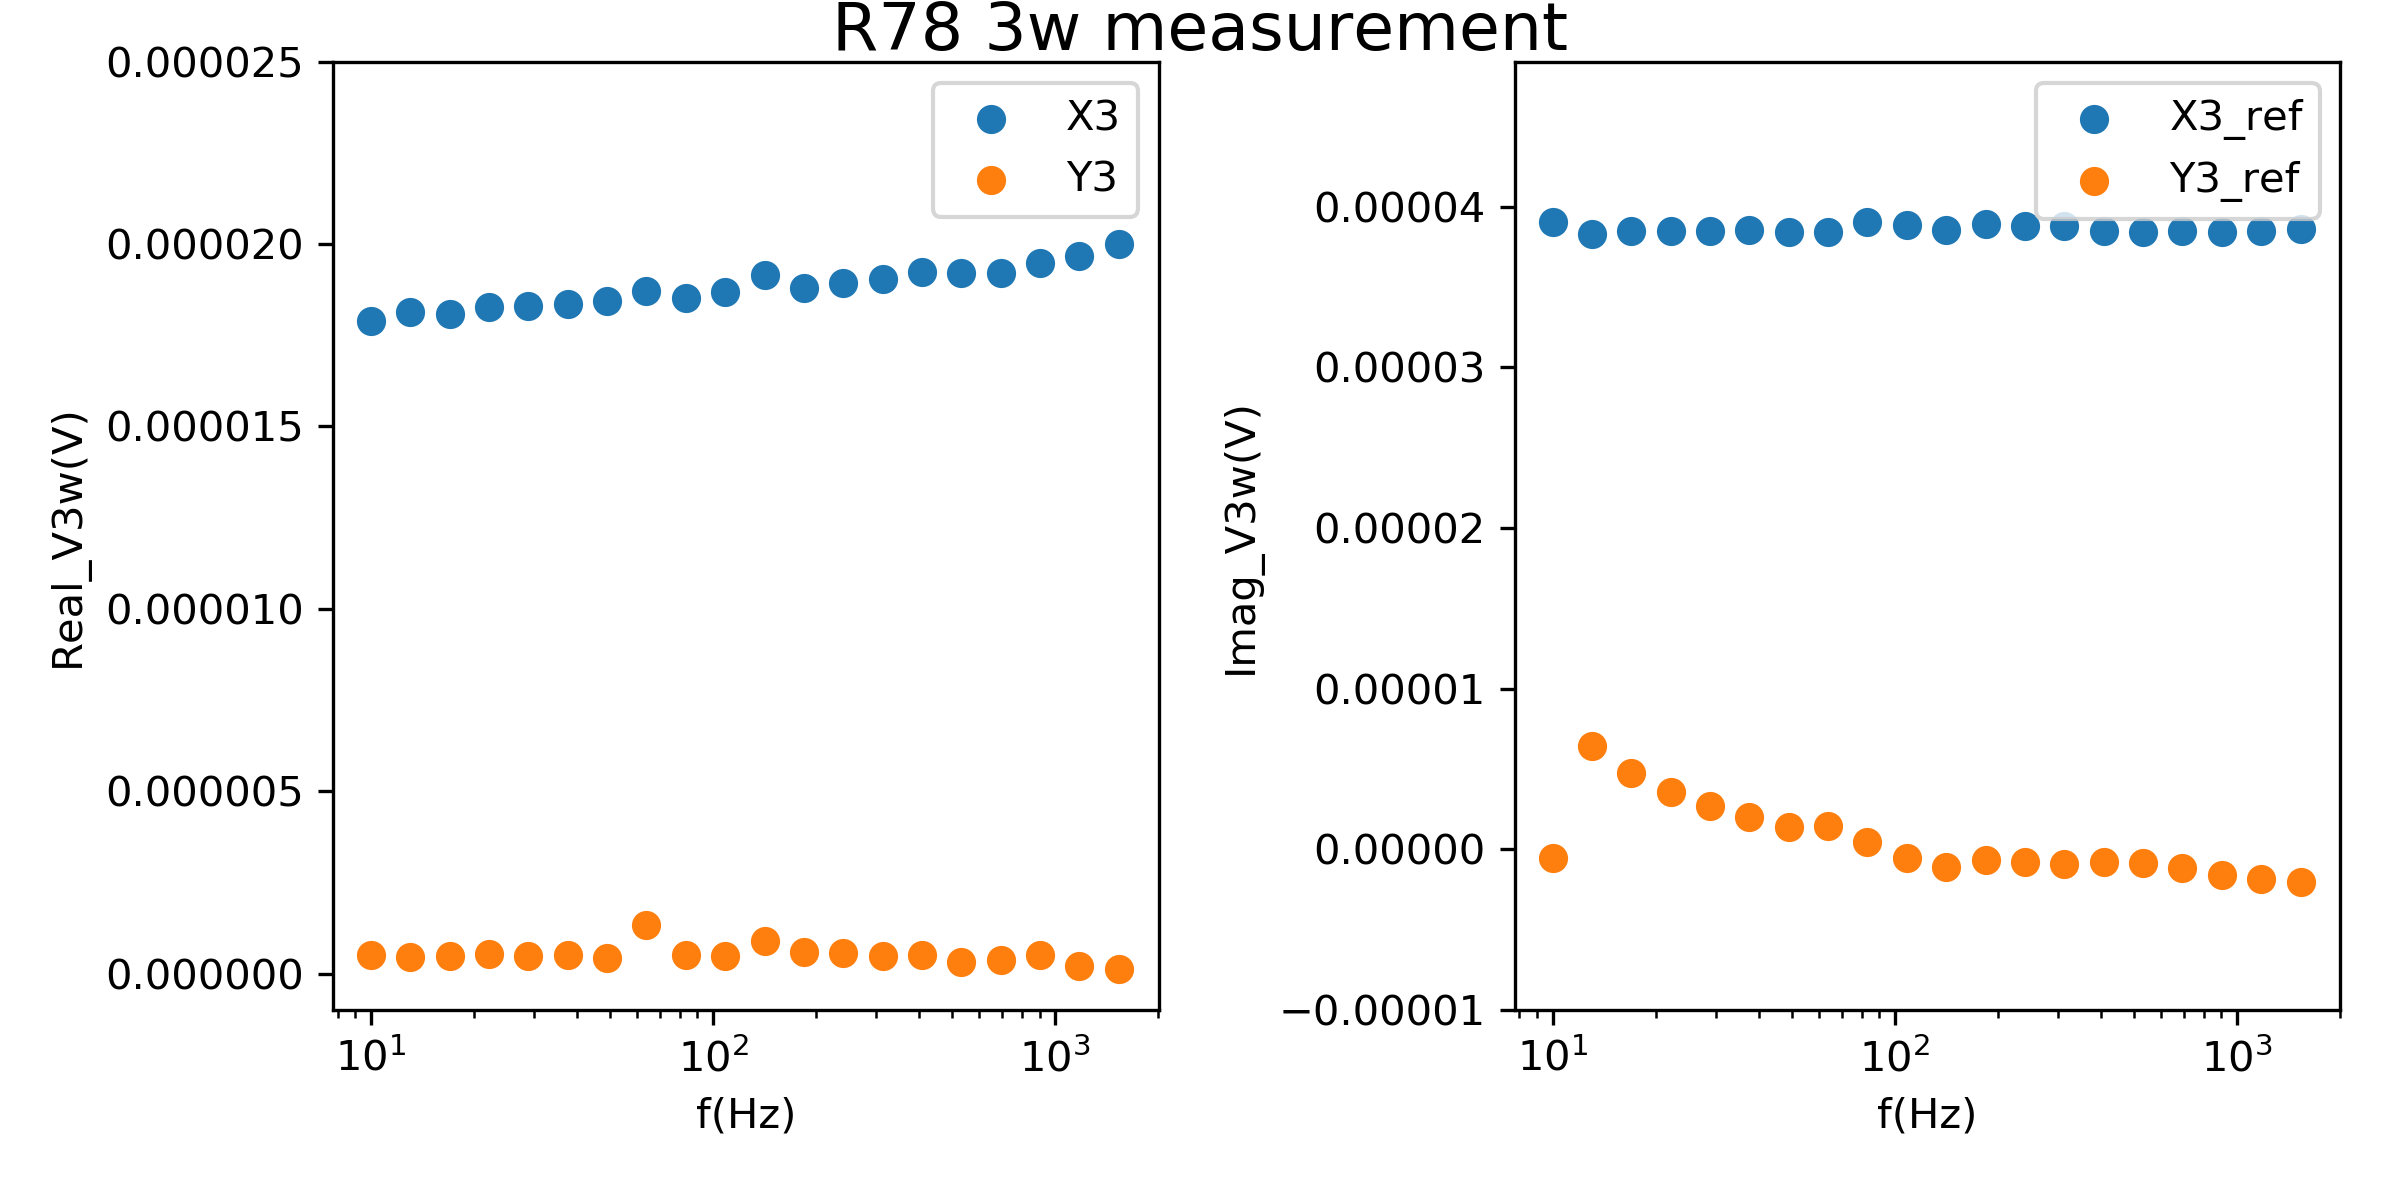 R78 3w measurement
0.000025
0.000020
0.000015
0.000010
0.000005
0.000000
Real_V3w(V)
X3
Y3
10¹
10²
10³
f(Hz)
0.00004
0.00003
0.00002
0.00001
0.00000
−0.00001
Imag_V3w(V)
X3_ref
Y3_ref
10¹
10²
10³
f(Hz)